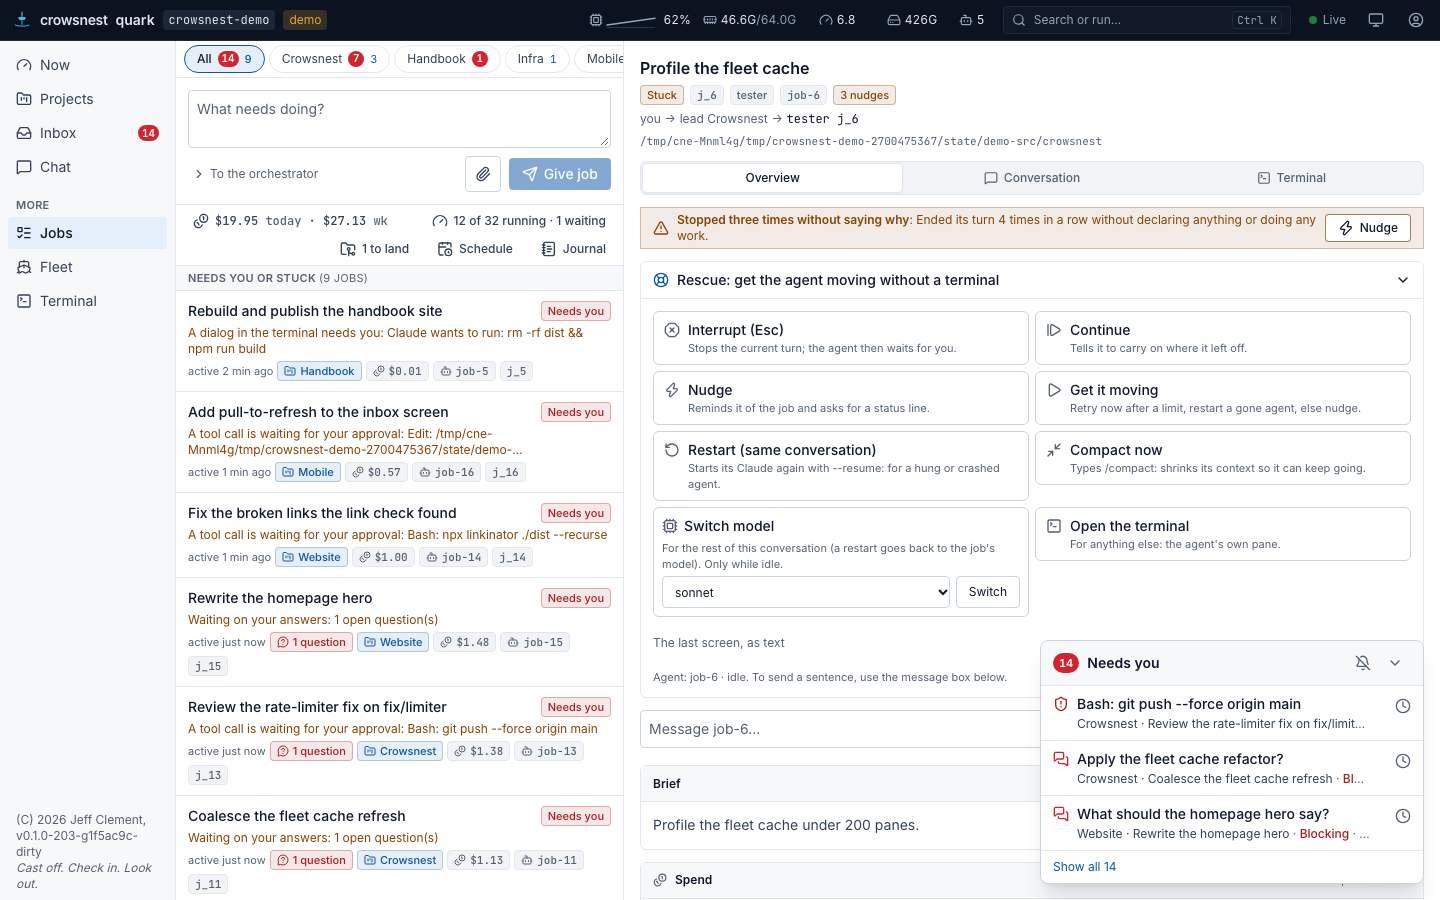 crowsnest quark crowsnest-demo demo 62% 46.6G/64.0G 6.8 426G 5 Search or run... Ctrl K Live
Now
Projects
Inbox 14
Chat
MORE
Jobs
Fleet
Terminal
(C) 2026 Jeff Clement,
v0.1.0-203-g1f5ac9c-
dirty
Cast off. Check in. Look
out.
All 14 9 Crowsnest 7 3 Handbook 1 Infra 1 Mobile
What needs doing?
To the orchestrator Give job
$19.95 today · $27.13 wk 12 of 32 running · 1 waiting
1 to land Schedule Journal
NEEDS YOU OR STUCK (9 JOBS)
Rebuild and publish the handbook site Needs you
A dialog in the terminal needs you: Claude wants to run: rm -rf dist &&
npm run build
active 2 min ago Handbook $0.01 job-5 j_5
Add pull-to-refresh to the inbox screen Needs you
A tool call is waiting for your approval: Edit: /tmp/cne-
Mnml4g/tmp/crowsnest-demo-2700475367/state/demo-...
active 1 min ago Mobile $0.57 job-16 j_16
Fix the broken links the link check found Needs you
A tool call is waiting for your approval: Bash: npx linkinator ./dist --recurse
active 1 min ago Website $1.00 job-14 j_14
Rewrite the homepage hero Needs you
Waiting on your answers: 1 open question(s)
active just now 1 question Website $1.48 job-15
j_15
Review the rate-limiter fix on fix/limiter Needs you
A tool call is waiting for your approval: Bash: git push --force origin main
active just now 1 question Crowsnest $1.38 job-13
j_13
Coalesce the fleet cache refresh Needs you
Waiting on your answers: 1 open question(s)
active just now 1 question Crowsnest $1.13 job-11
j_11
Profile the fleet cache
Stuck j_6 tester job-6 3 nudges
you → lead Crowsnest → tester j_6
/tmp/cne-Mnml4g/tmp/crowsnest-demo-2700475367/state/demo-src/crowsnest
Overview Conversation Terminal
Stopped three times without saying why: Ended its turn 4 times in a row without declaring anything or doing any
work.
Nudge
Rescue: get the agent moving without a terminal
Interrupt (Esc)
Stops the current turn; the agent then waits for you.
Continue
Tells it to carry on where it left off.
Nudge
Reminds it of the job and asks for a status line.
Get it moving
Retry now after a limit, restart a gone agent, else nudge.
Restart (same conversation)
Starts its Claude again with --resume: for a hung or crashed
agent.
Compact now
Types /compact: shrinks its context so it can keep going.
Switch model
For the rest of this conversation (a restart goes back to the job's
model). Only while idle.
sonnet Switch
Open the terminal
For anything else: the agent's own pane.
The last screen, as text
Agent: job-6 · idle. To send a sentence, use the message box below.
Message job-6...
Brief
Profile the fleet cache under 200 panes.
Spend
14 Needs you
Bash: git push --force origin main
Crowsnest · Review the rate-limiter fix on fix/limit...
Apply the fleet cache refactor?
Crowsnest · Coalesce the fleet cache refresh · Bl...
What should the homepage hero say?
Website · Rewrite the homepage hero · Blocking · ...
Show all 14